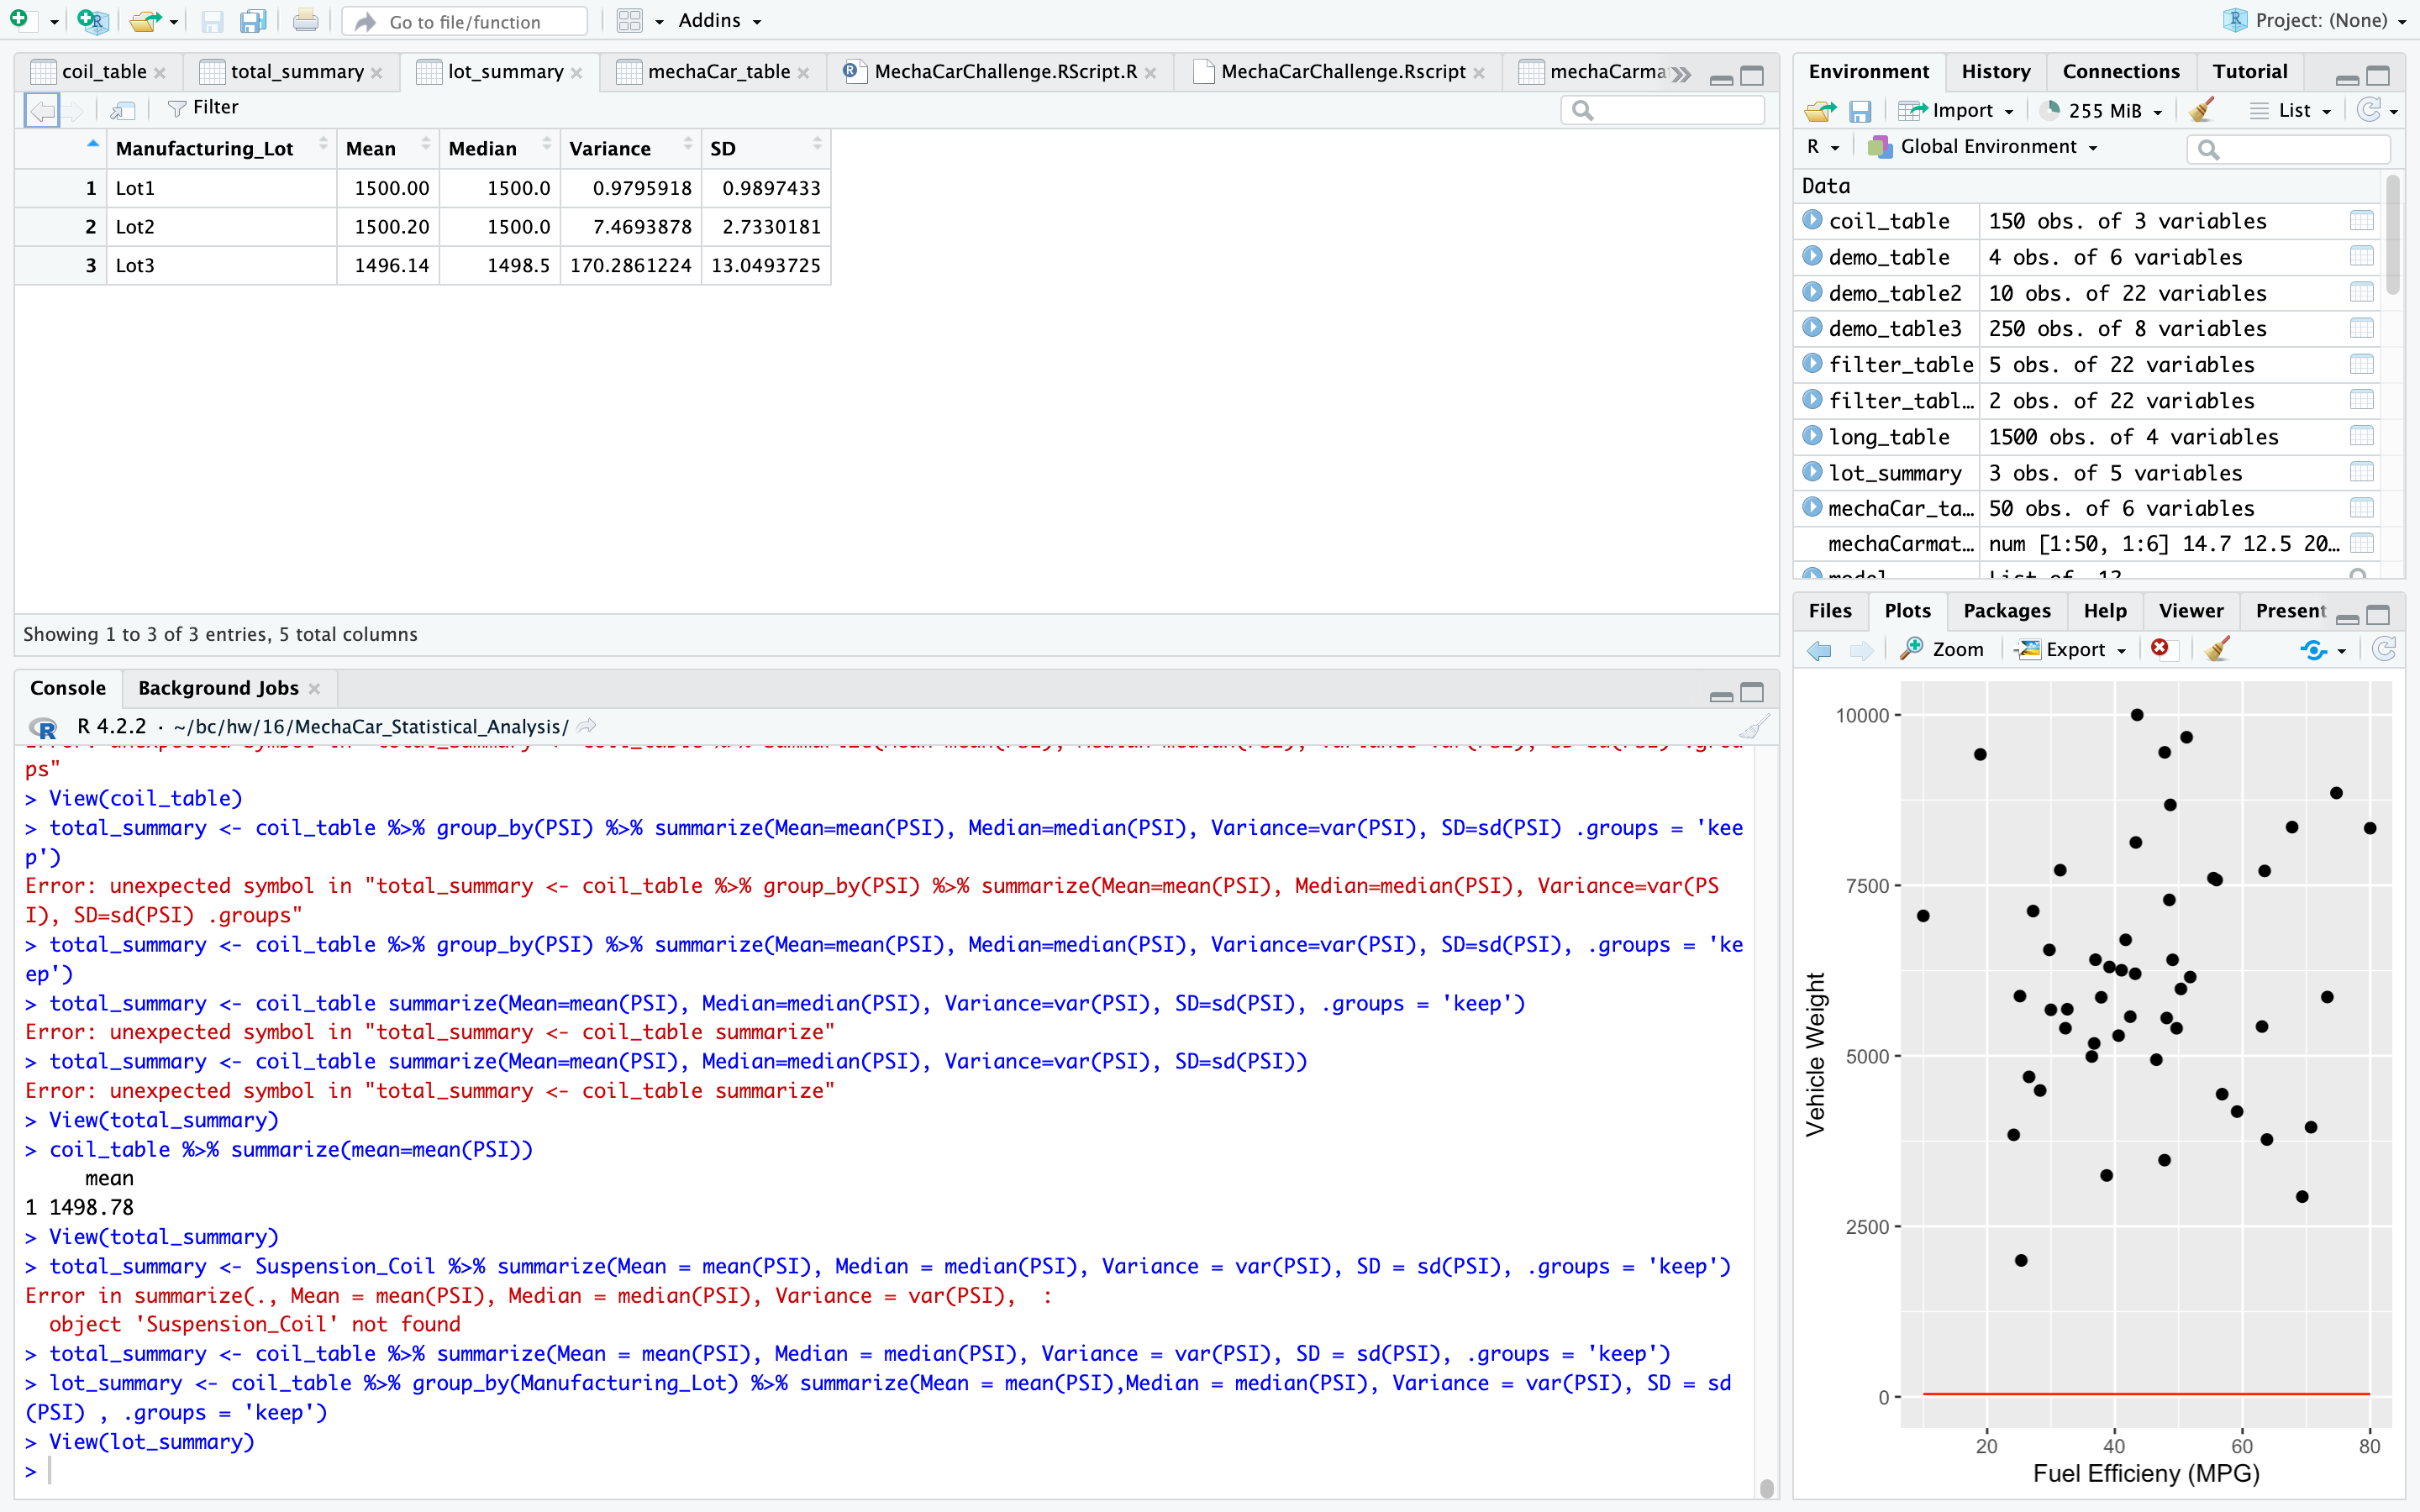 Go to file/function
Addins
Project: (None)
coil_table
total_summary
lot_summary
mechaCar_table
MechaCarChallenge.RScript.R
MechaCarChallenge.Rscript
mechaCarma
Filter
Manufacturing_Lot Mean Median Variance SD
1 Lot1 1500.00 1500.0 0.9795918 0.9897433
2 Lot2 1500.20 1500.0 7.4693878 2.7330181
3 Lot3 1496.14 1498.5 170.2861224 13.0493725
Showing 1 to 3 of 3 entries, 5 total columns
Console Background Jobs
R 4.2.2 · ~/bc/hw/16/MechaCar_Statistical_Analysis/
ps"
> View(coil_table)
> total_summary <- coil_table %>% group_by(PSI) %>% summarize(Mean=mean(PSI), Median=median(PSI), Variance=var(PSI), SD=sd(PSI) .groups = 'kee
p')
Error: unexpected symbol in "total_summary <- coil_table %>% group_by(PSI) %>% summarize(Mean=mean(PSI), Median=median(PSI), Variance=var(PS
I), SD=sd(PSI) .groups"
> total_summary <- coil_table %>% group_by(PSI) %>% summarize(Mean=mean(PSI), Median=median(PSI), Variance=var(PSI), SD=sd(PSI), .groups = 'ke
ep')
> total_summary <- coil_table summarize(Mean=mean(PSI), Median=median(PSI), Variance=var(PSI), SD=sd(PSI), .groups = 'keep')
Error: unexpected symbol in "total_summary <- coil_table summarize"
> total_summary <- coil_table summarize(Mean=mean(PSI), Median=median(PSI), Variance=var(PSI), SD=sd(PSI))
Error: unexpected symbol in "total_summary <- coil_table summarize"
> View(total_summary)
> coil_table %>% summarize(mean=mean(PSI))
mean
1 1498.78
> View(total_summary)
> total_summary <- Suspension_Coil %>% summarize(Mean = mean(PSI), Median = median(PSI), Variance = var(PSI), SD = sd(PSI), .groups = 'keep')
Error in summarize(., Mean = mean(PSI), Median = median(PSI), Variance = var(PSI),  :
object 'Suspension_Coil' not found
> total_summary <- coil_table %>% summarize(Mean = mean(PSI), Median = median(PSI), Variance = var(PSI), SD = sd(PSI), .groups = 'keep')
> lot_summary <- coil_table %>% group_by(Manufacturing_Lot) %>% summarize(Mean = mean(PSI),Median = median(PSI), Variance = var(PSI), SD = sd
(PSI) , .groups = 'keep')
> View(lot_summary)
>
Environment History Connections Tutorial
Import 255 MiB List
R Global Environment
Data
coil_table 150 obs. of 3 variables
demo_table 4 obs. of 6 variables
demo_table2 10 obs. of 22 variables
demo_table3 250 obs. of 8 variables
filter_table 5 obs. of 22 variables
filter_tabl… 2 obs. of 22 variables
long_table 1500 obs. of 4 variables
lot_summary 3 obs. of 5 variables
mechaCar_ta… 50 obs. of 6 variables
mechaCarmat… num [1:50, 1:6] 14.7 12.5 20…
Files Plots Packages Help Viewer Present
Zoom Export
10000
7500
5000
2500
0
Vehicle Weight
20 40 60 80
Fuel Efficieny (MPG)